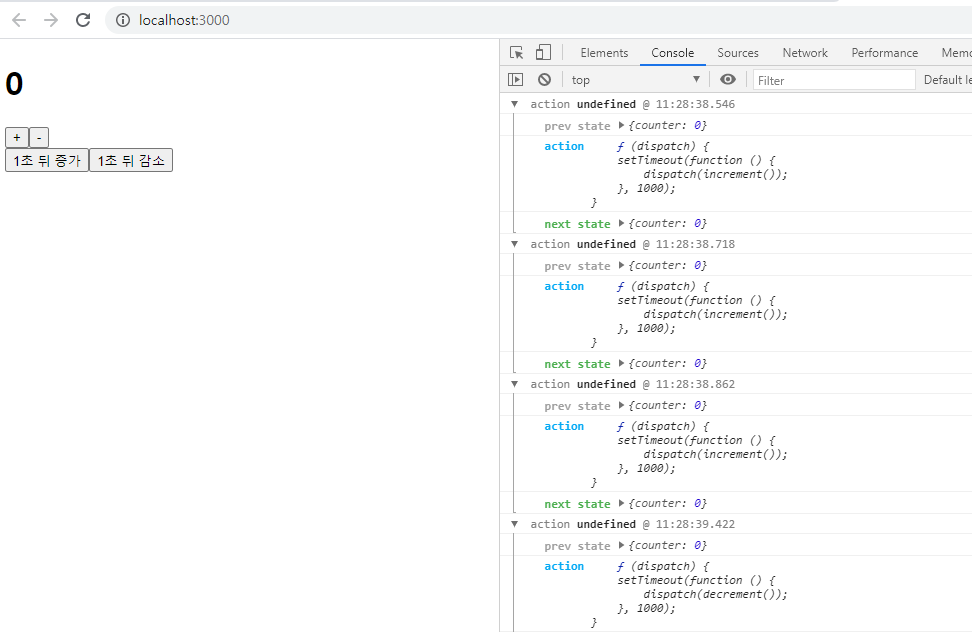 localhost:3000
Elements Console Sources Network Performance Memo
top ▼ Filter Default le
0
+ -
1초 뒤 증가 1초 뒤 감소
▼ action undefined @ 11:28:38.546
prev state ▶{counter: 0}
action ƒ (dispatch) {
setTimeout(function () {
dispatch(increment());
}, 1000);
}
next state ▶{counter: 0}
▼ action undefined @ 11:28:38.718
prev state ▶{counter: 0}
action ƒ (dispatch) {
setTimeout(function () {
dispatch(increment());
}, 1000);
}
next state ▶{counter: 0}
▼ action undefined @ 11:28:38.862
prev state ▶{counter: 0}
action ƒ (dispatch) {
setTimeout(function () {
dispatch(increment());
}, 1000);
}
next state ▶{counter: 0}
▼ action undefined @ 11:28:39.422
prev state ▶{counter: 0}
action ƒ (dispatch) {
setTimeout(function () {
dispatch(decrement());
}, 1000);
}